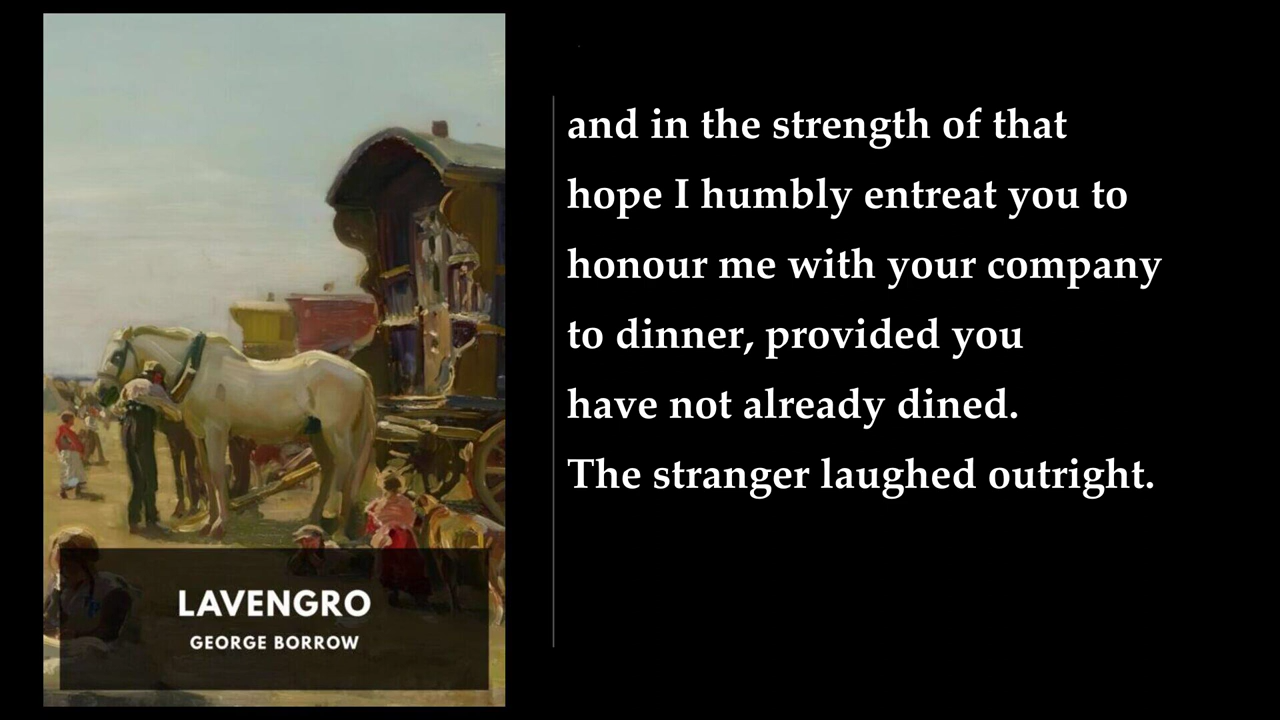 LAVENGRO
GEORGE BORROW
and in the strength of that
hope I humbly entreat you to
honour me with your company
to dinner, provided you
have not already dined.
The stranger laughed outright.